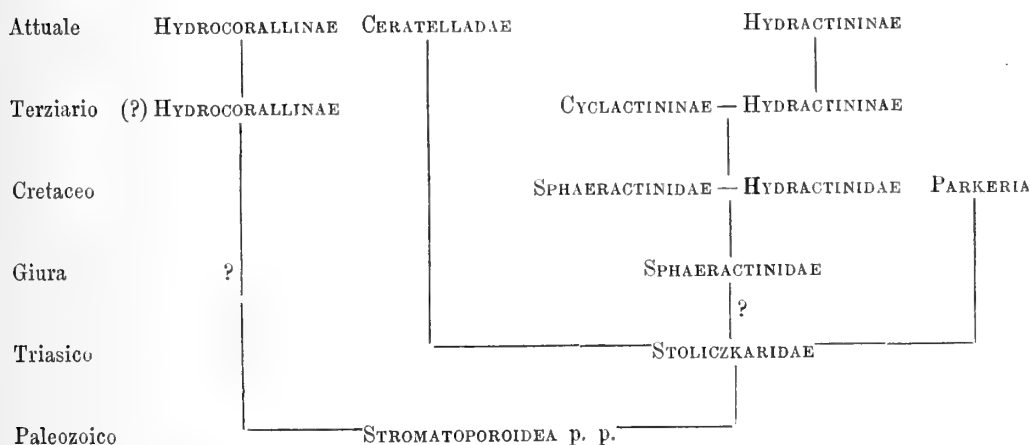 Attuale HYDROCORALLINAE CERATELLADAE HYDRACTININAE
Terziario (?) HYDROCORALLINAE CYCLACTININAE — HYDRACTININAE
Cretaceo SPHAERACTINIDAE — HYDRACTINIDAE PARKERIA
Giura ? SPHAERACTINIDAE
?
Triasico STOLICZKARIDAE
Paleozoico STROMATOPOROIDEA p. p.